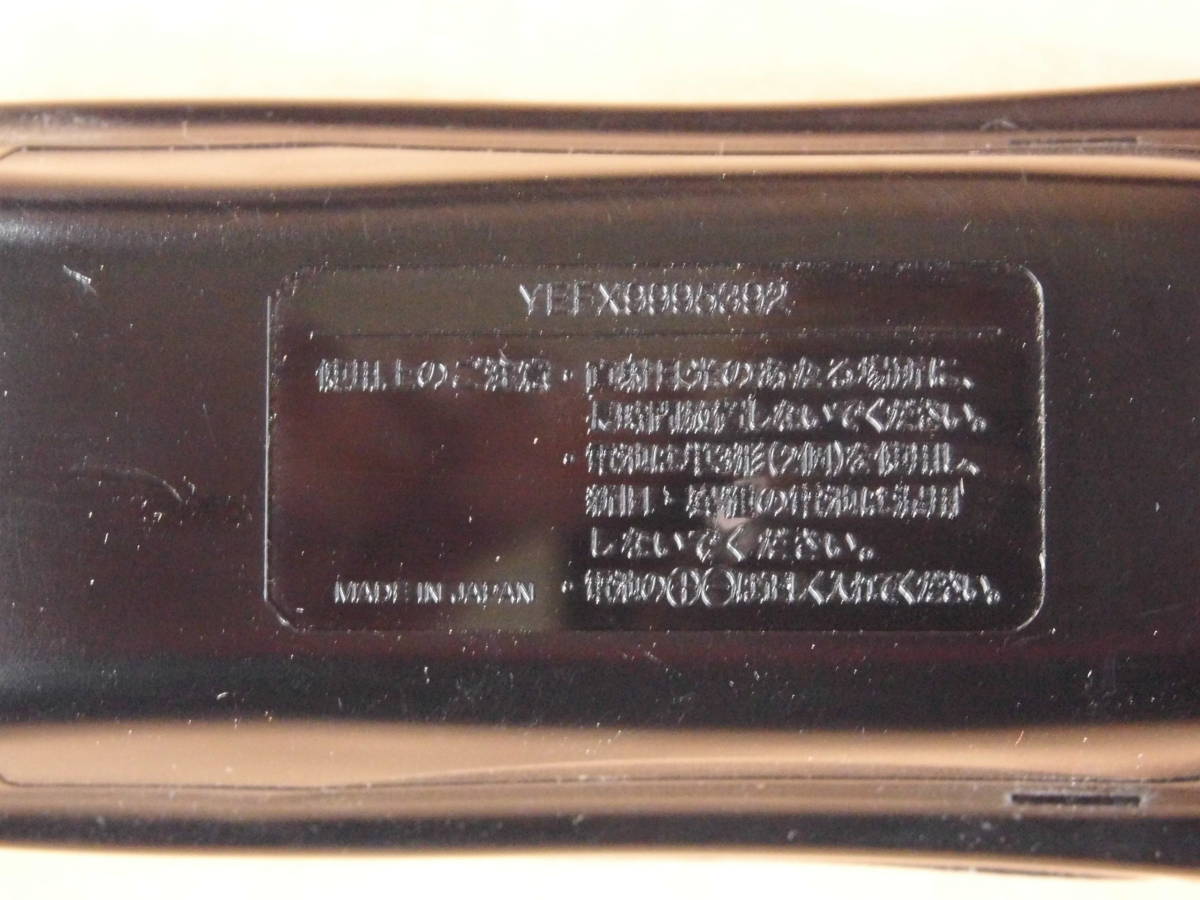 YEFX9995392
使用上のご注意・直射日光のあたる場所に、
長時間放置しないでください。
・電池は単3形(2個)を使用し、
新旧・異種の電池は混用
しないでください。
MADE IN JAPAN ・電池の⊕⊖は正しく入れてください。